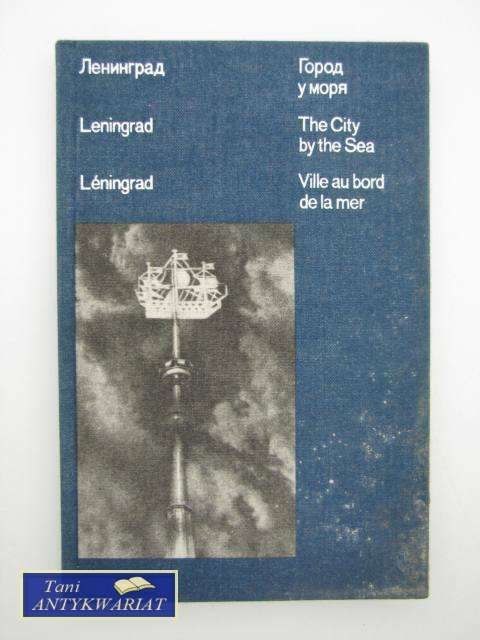 Ленинград
Город
у моря
Leningrad
The City
by the Sea
Léningrad
Ville au bord
de la mer
Tani
ANTYKWARIAT